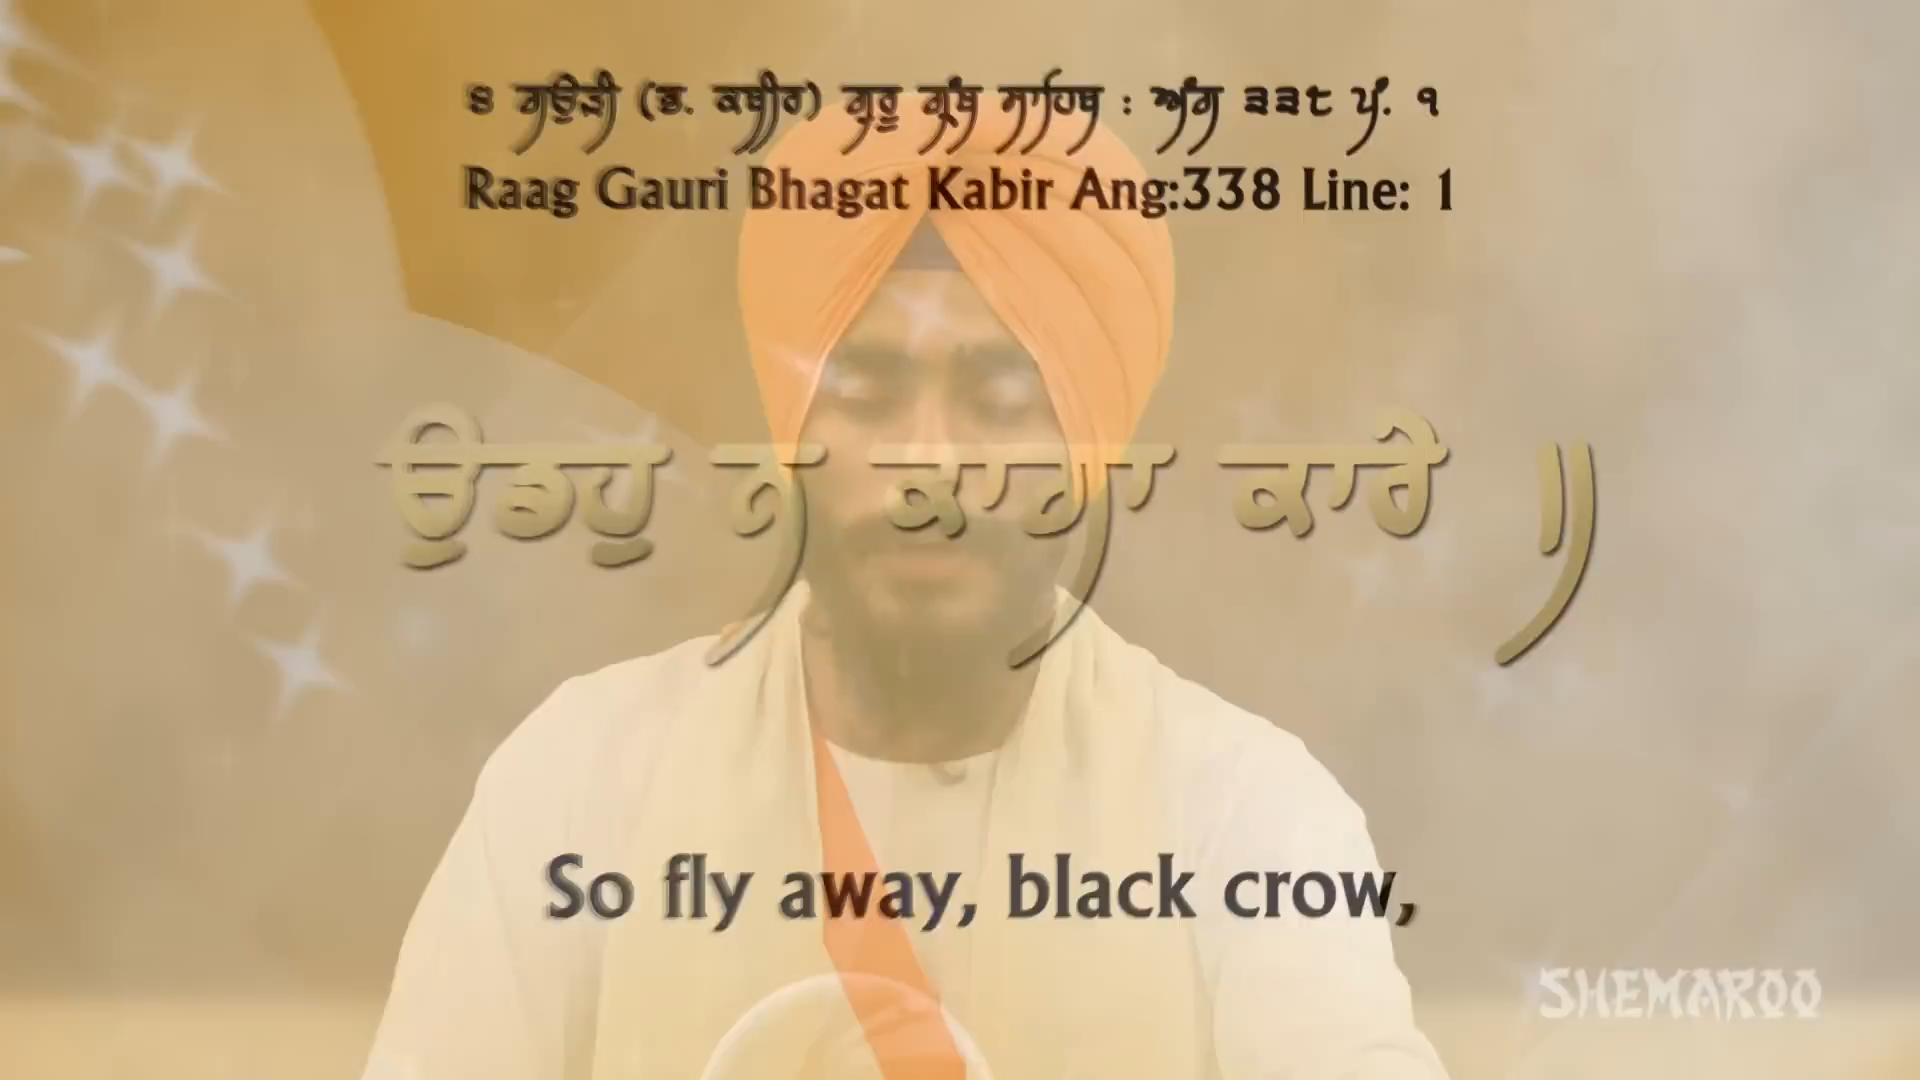 ੪ ਗਉੜੀ (ਭ. ਕਬੀਰ) ਗੁਰੂ ਗ੍ਰੰਥ ਸਾਹਿਬ : ਅੰਗ ੩੩੮ ਪੰ. ੧
Raag Gauri Bhagat Kabir Ang:338 Line: 1
ਉਡਹੁ ਨ ਕਾਗਾ ਕਾਰੇ ॥
So fly away, black crow,
SHEMAROO